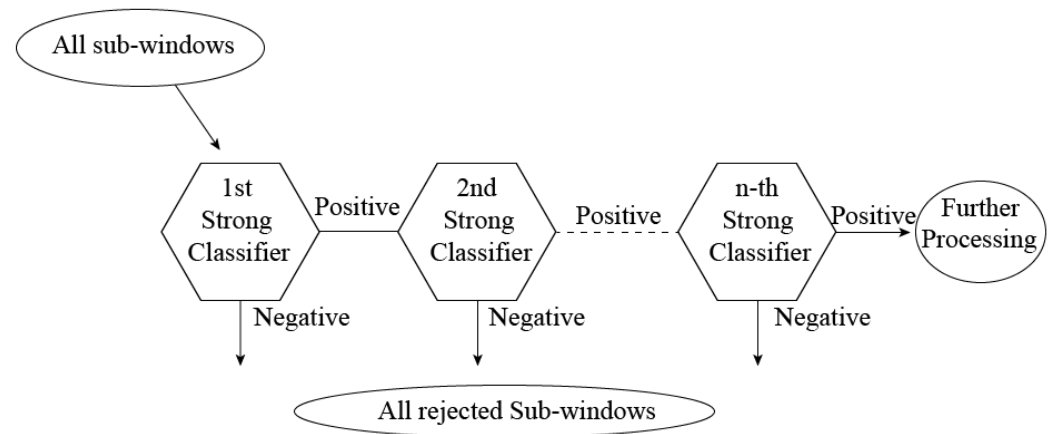 All sub-windows
1st
Strong
Classifier
Positive
2nd
Strong
Classifier
Positive
n-th
Strong
Classifier
Positive
Further
Processing
Negative
Negative
Negative
All rejected Sub-windows